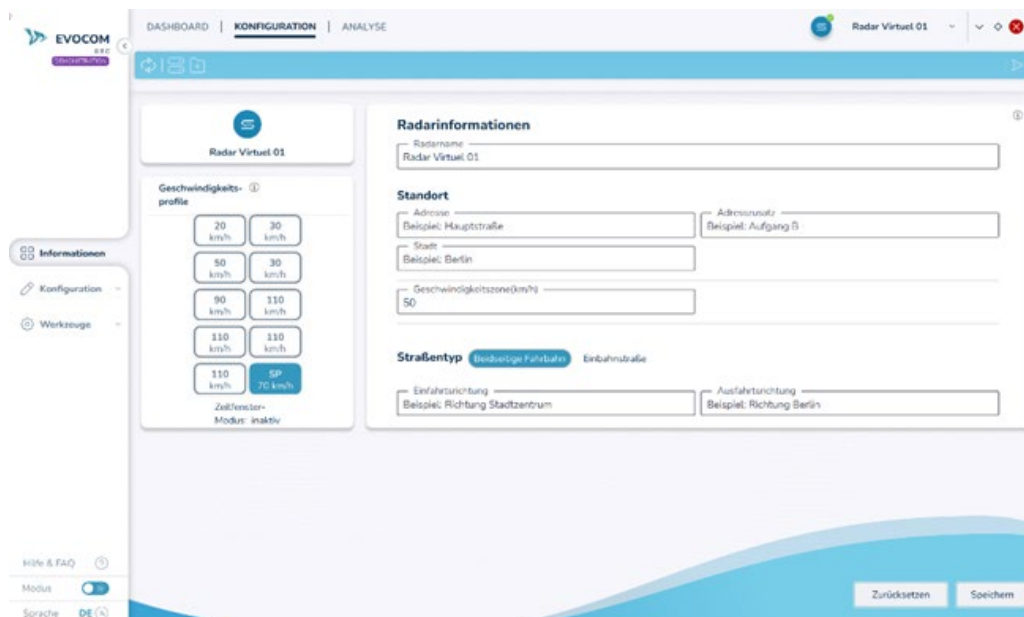 EVOCOM
DASHBOARD | KONFIGURATION | ANALYSE
Radar Virtuel 01
Radar Virtuel 01
Geschwindigkeits-
profile
20 km/h
30 km/h
50 km/h
30 km/h
90 km/h
110 km/h
110 km/h
110 km/h
110 km/h
SP 70 km/h
Zeitfenster-
Modus: inaktiv
Radarinformationen
Radarname
Radar Virtuel 01
Standort
Adresse
Beispiel: Hauptstraße
Adresszusatz
Beispiel: Aufgang B
Stadt
Beispiel: Berlin
Geschwindigkeitszone(km/h)
50
Straßentyp Beidseitige Fahrbahn Einbahnstraße
Einfahrtsrichtung
Beispiel: Richtung Stadtzentrum
Ausfahrtsrichtung
Beispiel: Richtung Berlin
Informationen
Konfiguration
Werkzeuge
Hilfe & FAQ
Modus
Sprache DE
Zurücksetzen
Speichern